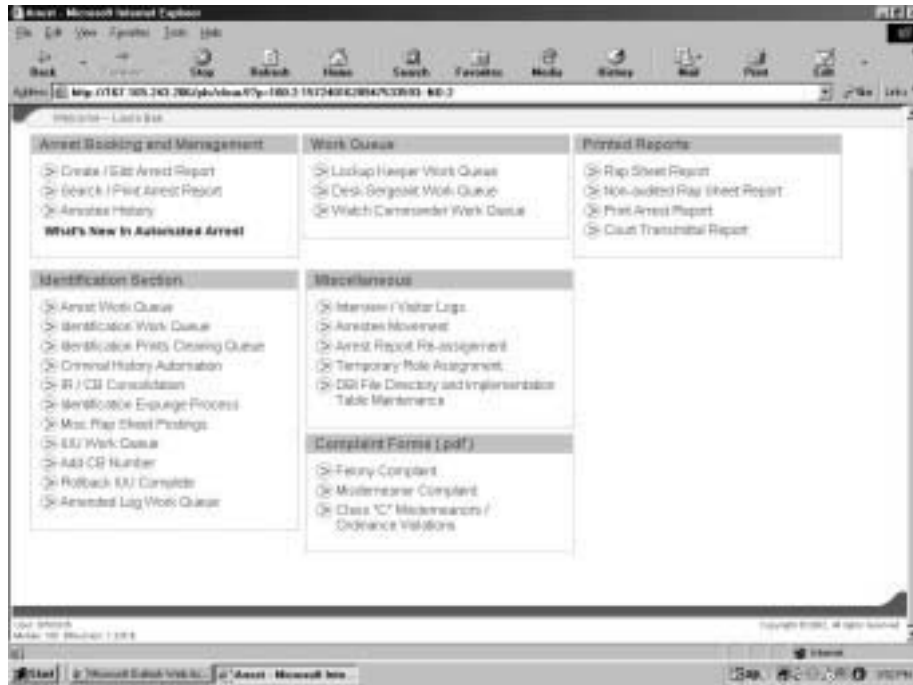 Arrest - Microsoft Internet Explorer
File Edit View Favorites Tools Help
Back Stop Refresh Home Search Favorites Media History Mail Print Edit
Address
Links
Welcome -
Arrest Booking and Management
Create / Edit Arrest Report
Search / Print Arrest Report
Arrestee History
What's New In Automated Arrest
Work Queue
Lockup Keeper Work Queue
Desk Sergeant Work Queue
Watch Commander Work Queue
Printed Reports
Rap Sheet Report
Non-audited Rap Sheet Report
Print Arrest Report
Court Transmittal Report
Identification Section
Arrest Work Queue
Identification Work Queue
Identification Prints Clearing Queue
Criminal History Automation
IR / CB Consolidation
Identification Expunge Process
Misc Rap Sheet Postings
Work Queue
Add CB Number
Rollback Complete
Amended Log Work Queue
Miscellaneous
Interview / Visitor Logs
Arrestee Movement
Arrest Report Re-assignment
Temporary Role Assignment
File Directory and Implementation
Table Maintenance
Complaint Forms (.pdf)
Felony Complaint
Misdemeanor Complaint
Class "C" Misdemeanors /
Ordinance Violations
Internet
Start
Arrest - Microsoft Inte...